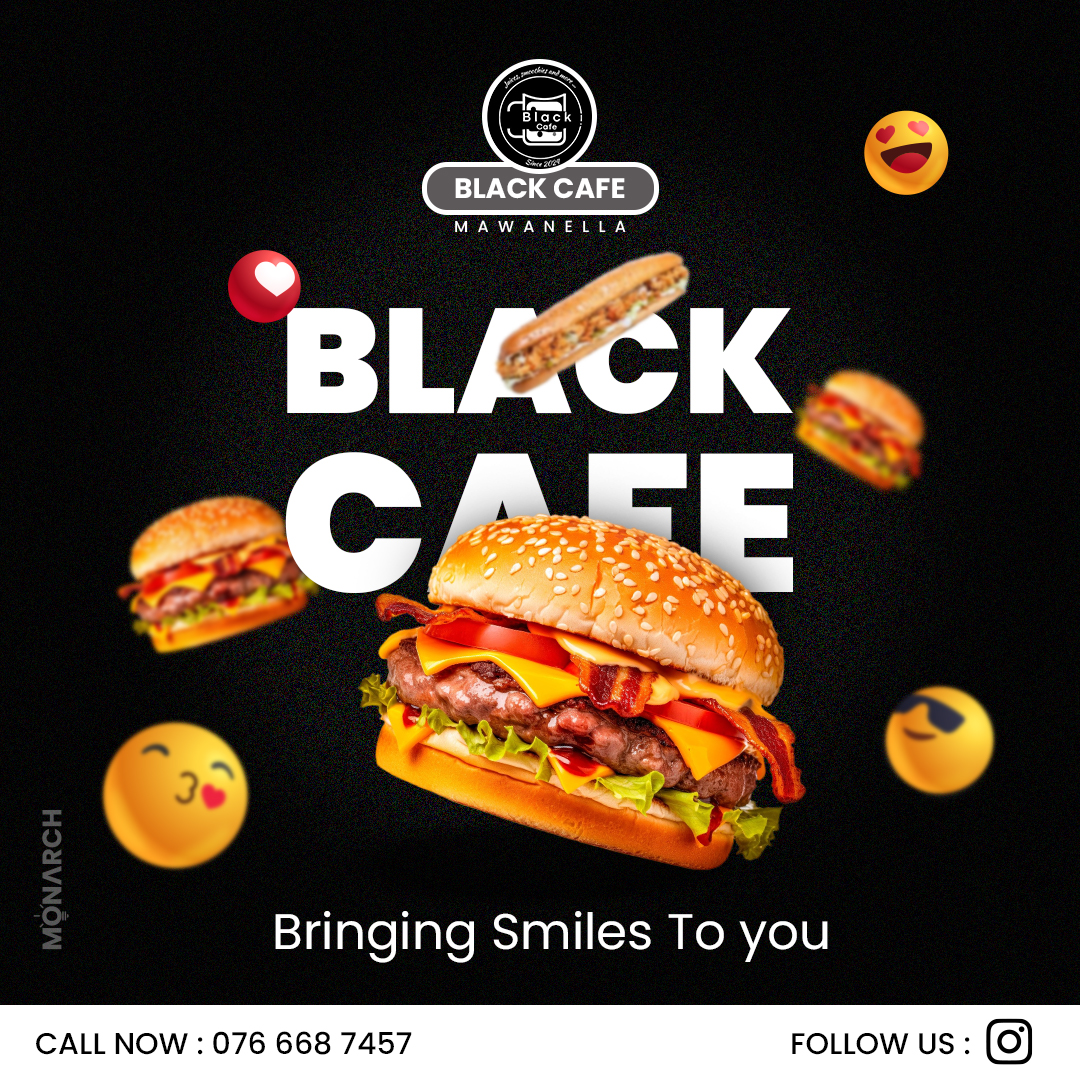 Juices, smoothies and more...
Black
Cafe
Since 2024
BLACK CAFE
MAWANELLA
BLACK
CAFE
MONARCH
Bringing Smiles To you
CALL NOW : 076 668 7457
FOLLOW US :